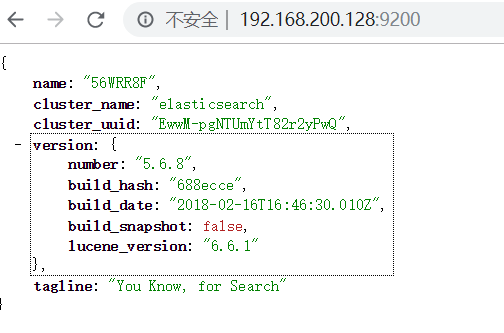 不安全 | 192.168.200.128:9200
{
name: "56WRR8F",
cluster_name: "elasticsearch",
cluster_uuid: "EwwM-pgNTUmYtT82r2yPwQ",
- version: {
number: "5.6.8",
build_hash: "688ecce",
build_date: "2018-02-16T16:46:30.010Z",
build_snapshot: false,
lucene_version: "6.6.1"
},
tagline: "You Know, for Search"
}